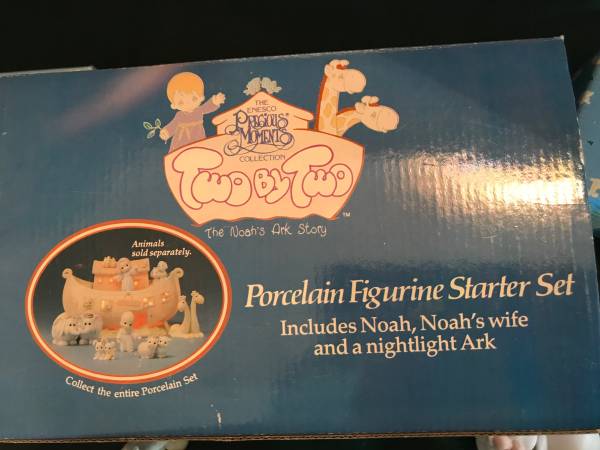 THE
ENESCO
PRECIOUS
MOMENTS
COLLECTION
TWO BY TWO
TM
The Noah's Ark Story
Animals
sold separately.
Collect the entire Porcelain Set
Porcelain Figurine Starter Set
Includes Noah, Noah's wife
and a nightlight Ark